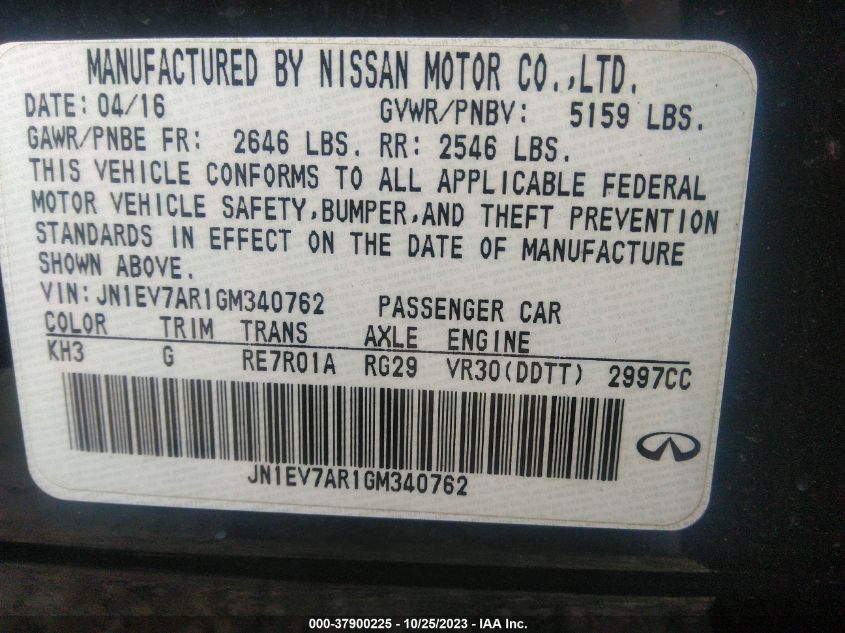 MANUFACTURED BY NISSAN MOTOR CO.,LTD.
DATE: 04/16 GVWR/PNBV: 5159 LBS.
GAWR/PNBE FR: 2646 LBS. RR: 2546 LBS.
THIS VEHICLE CONFORMS TO ALL APPLICABLE FEDERAL
MOTOR VEHICLE SAFETY,BUMPER,AND THEFT PREVENTION
STANDARDS IN EFFECT ON THE DATE OF MANUFACTURE
SHOWN ABOVE.
VIN:JN1EV7AR1GM340762 PASSENGER CAR
COLOR TRIM TRANS AXLE ENGINE
KH3 G RE7R01A RG29 VR30(DDTT) 2997CC
JN1EV7AR1GM340762
000-37900225 - 10/25/2023 - IAA Inc.